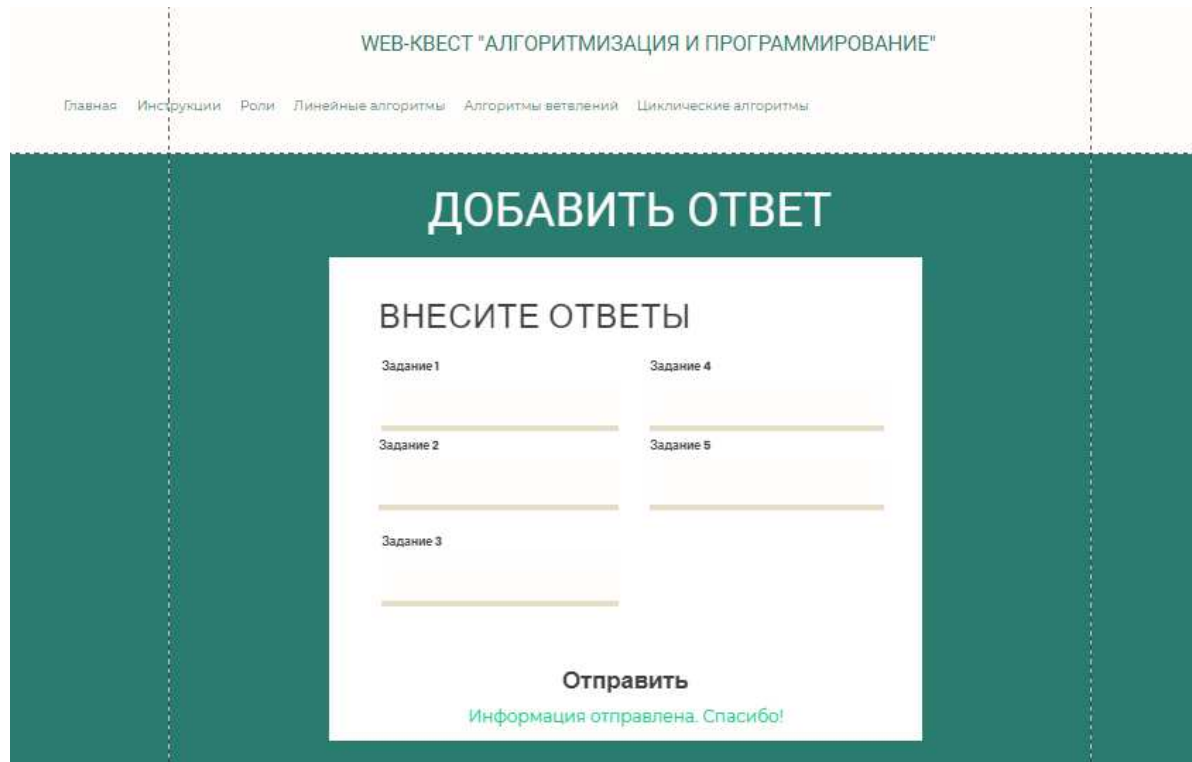 WEB-КВЕСТ "АЛГОРИТМИЗАЦИЯ И ПРОГРАММИРОВАНИЕ"
Главная Инструкции Роли Линейные алгоритмы Алгоритмы ветвлений Циклические алгоритмы
ДОБАВИТЬ ОТВЕТ
ВНЕСИТЕ ОТВЕТЫ
Задание 1 Задание 4
Задание 2 Задание 5
Задание 3
Отправить
Информация отправлена. Спасибо!